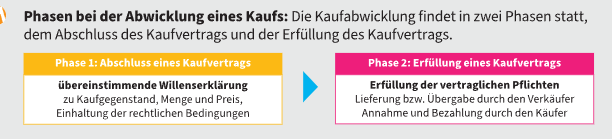 Phasen bei der Abwicklung eines Kaufs: Die Kaufabwicklung findet in zwei Phasen statt,
dem Abschluss des Kaufvertrags und der Erfüllung des Kaufvertrags.
Phase 1: Abschluss eines Kaufvertrags
übereinstimmende Willenserklärung
zu Kaufgegenstand, Menge und Preis,
Einhaltung der rechtlichen Bedingungen
Phase 2: Erfüllung eines Kaufvertrags
Erfüllung der vertraglichen Pflichten
Lieferung bzw. Übergabe durch den Verkäufer
Annahme und Bezahlung durch den Käufer